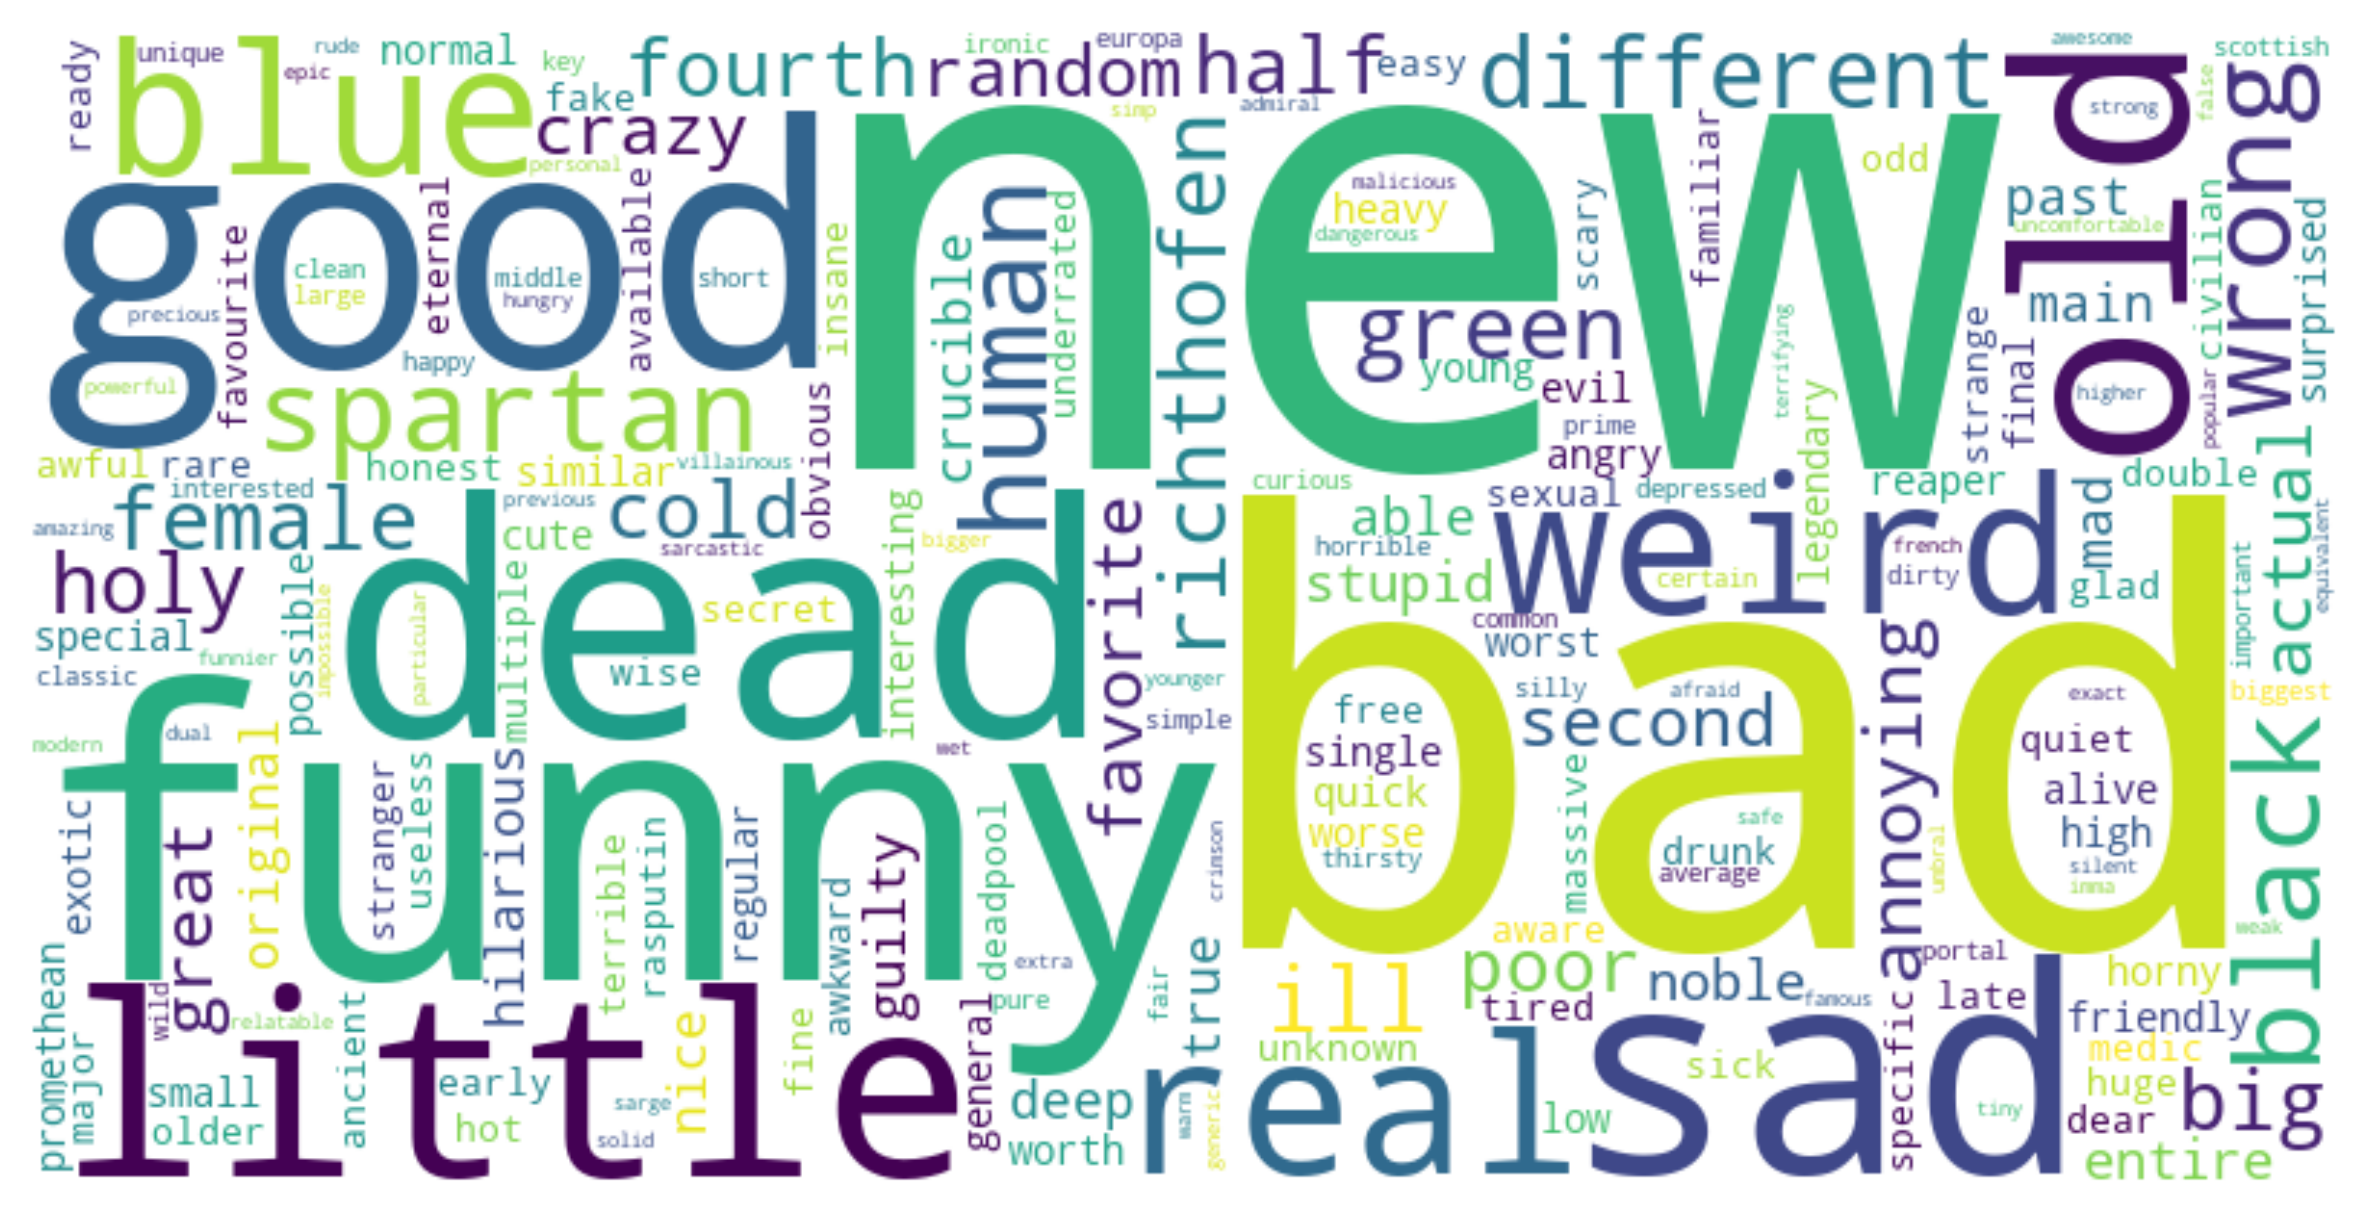 blue
good
new
old
wrong
different
half
random
fourth
normal
unique
rude
epic
key
fake
crazy
personal
ready
ironic
europa
simp
admiral
easy
awesome
scottish
strong
false
odd
familiar
scary
malicious
heavy
dangerous
past
uncomfortable
civilian
surprised
main
popular
higher
final
strange
terrifying
legendary
green
young
evil
prime
angry
richthofen
human
underrated
crucible
insane
available
eternal
favourite
clean
large
middle
hungry
short
precious
powerful
happy
spartan
obvious
awful
rare
honest
similar
villainous
interested
previous
female
amazing
cold
cute
sarcastic
bigger
interesting
dead
holy
special
classic
funnier
possible
impossible
particular
multiple
secret
wise
favorite
younger
simple
curious
able
horrible
stupid
sexual
depressed
weird
reaper
double
mad
actual
equivalent
important
french
dirty
glad
certain
common
worst
silly
afraid
second
annoying
bad
free
single
quick
worse
thirsty
massive
safe
drunk
average
exact
quiet
alive
high
silent
imma
umbral
biggest
black
weak
funny
modern
dual
original
exotic
great
stranger
useless
hilarious
terrible
rasputin
regular
awkward
guilty
deadpool
wet
crimson
extra
pure
fair
true
ill
unknown
aware
poor
tired
noble
famous
portal
late
specific
horny
friendly
medic
huge
dear
big
entire
tiny
sad
sick
low
real
warm
generic
deep
worth
general
fine
nice
sarge
solid
early
hot
ancient
little
wild
relatable
small
older
major
promethean